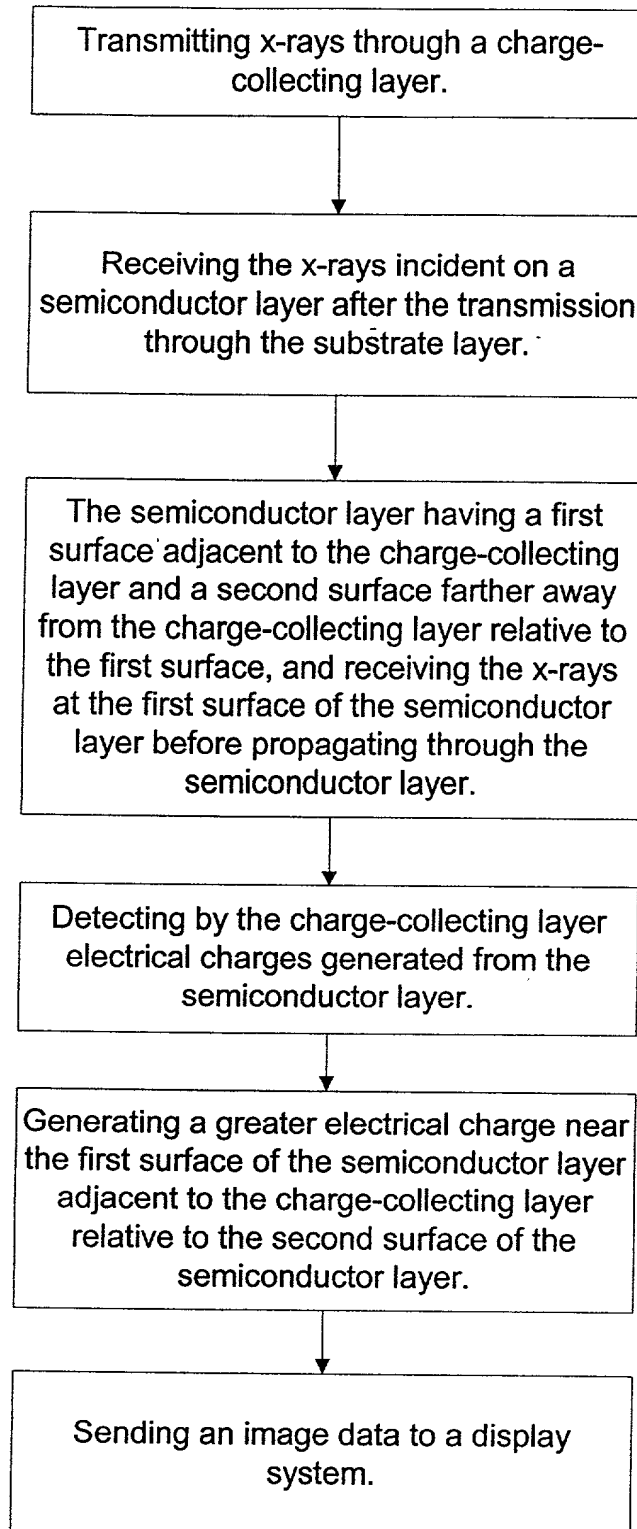 Transmitting x-rays through a charge-
collecting layer.
Receiving the x-rays incident on a
semiconductor layer after the transmission
through the substrate layer.
The semiconductor layer having a first
surface adjacent to the charge-collecting
layer and a second surface farther away
from the charge-collecting layer relative to
the first surface, and receiving the x-rays
at the first surface of the semiconductor
layer before propagating through the
semiconductor layer.
Detecting by the charge-collecting layer
electrical charges generated from the
semiconductor layer.
Generating a greater electrical charge near
the first surface of the semiconductor layer
adjacent to the charge-collecting layer
relative to the second surface of the
semiconductor layer.
Sending an image data to a display
system.